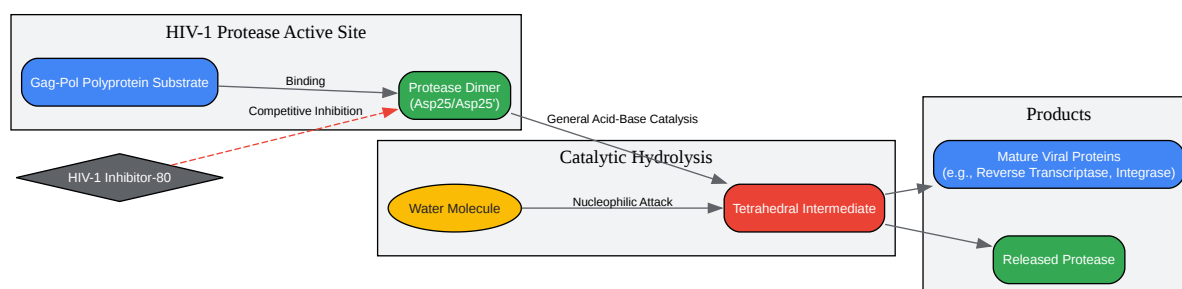 HIV-1 Protease Active Site
Gag-Pol Polyprotein Substrate
Binding
Protease Dimer
(Asp25/Asp25')
Competitive Inhibition
HIV-1 Inhibitor-80
General Acid-Base Catalysis
Catalytic Hydrolysis
Water Molecule
Nucleophilic Attack
Tetrahedral Intermediate
Products
Mature Viral Proteins
(e.g., Reverse Transcriptase, Integrase)
Released Protease